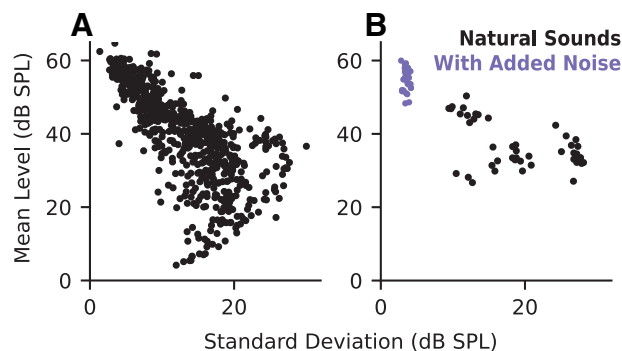 A
B
Natural Sounds
With Added Noise
Mean Level (dB SPL)
60
40
20
0
0
20
60
40
20
0
0
20
Standard Deviation (dB SPL)